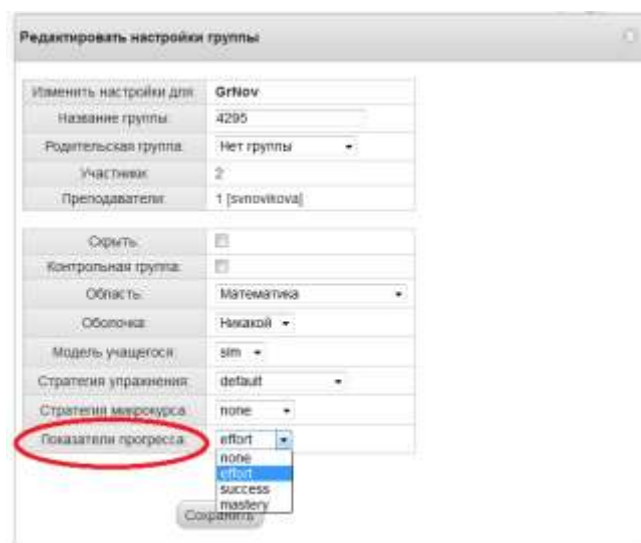 Редактировать настройки группы
Изменить настройки для: GrNov
Название группы: 4295
Родительская группа: Нет группы
Участники: 2
Преподаватели: 1 [svnovikova]
Скрыть:
Контрольная группа:
Область: Математика
Оболочка: Никакой
Модель учащегося: slm
Стратегия упражнения: default
Стратегия микрокурса: none
Показатели прогресса: effort
none
effort
success
mastery
Сохранить